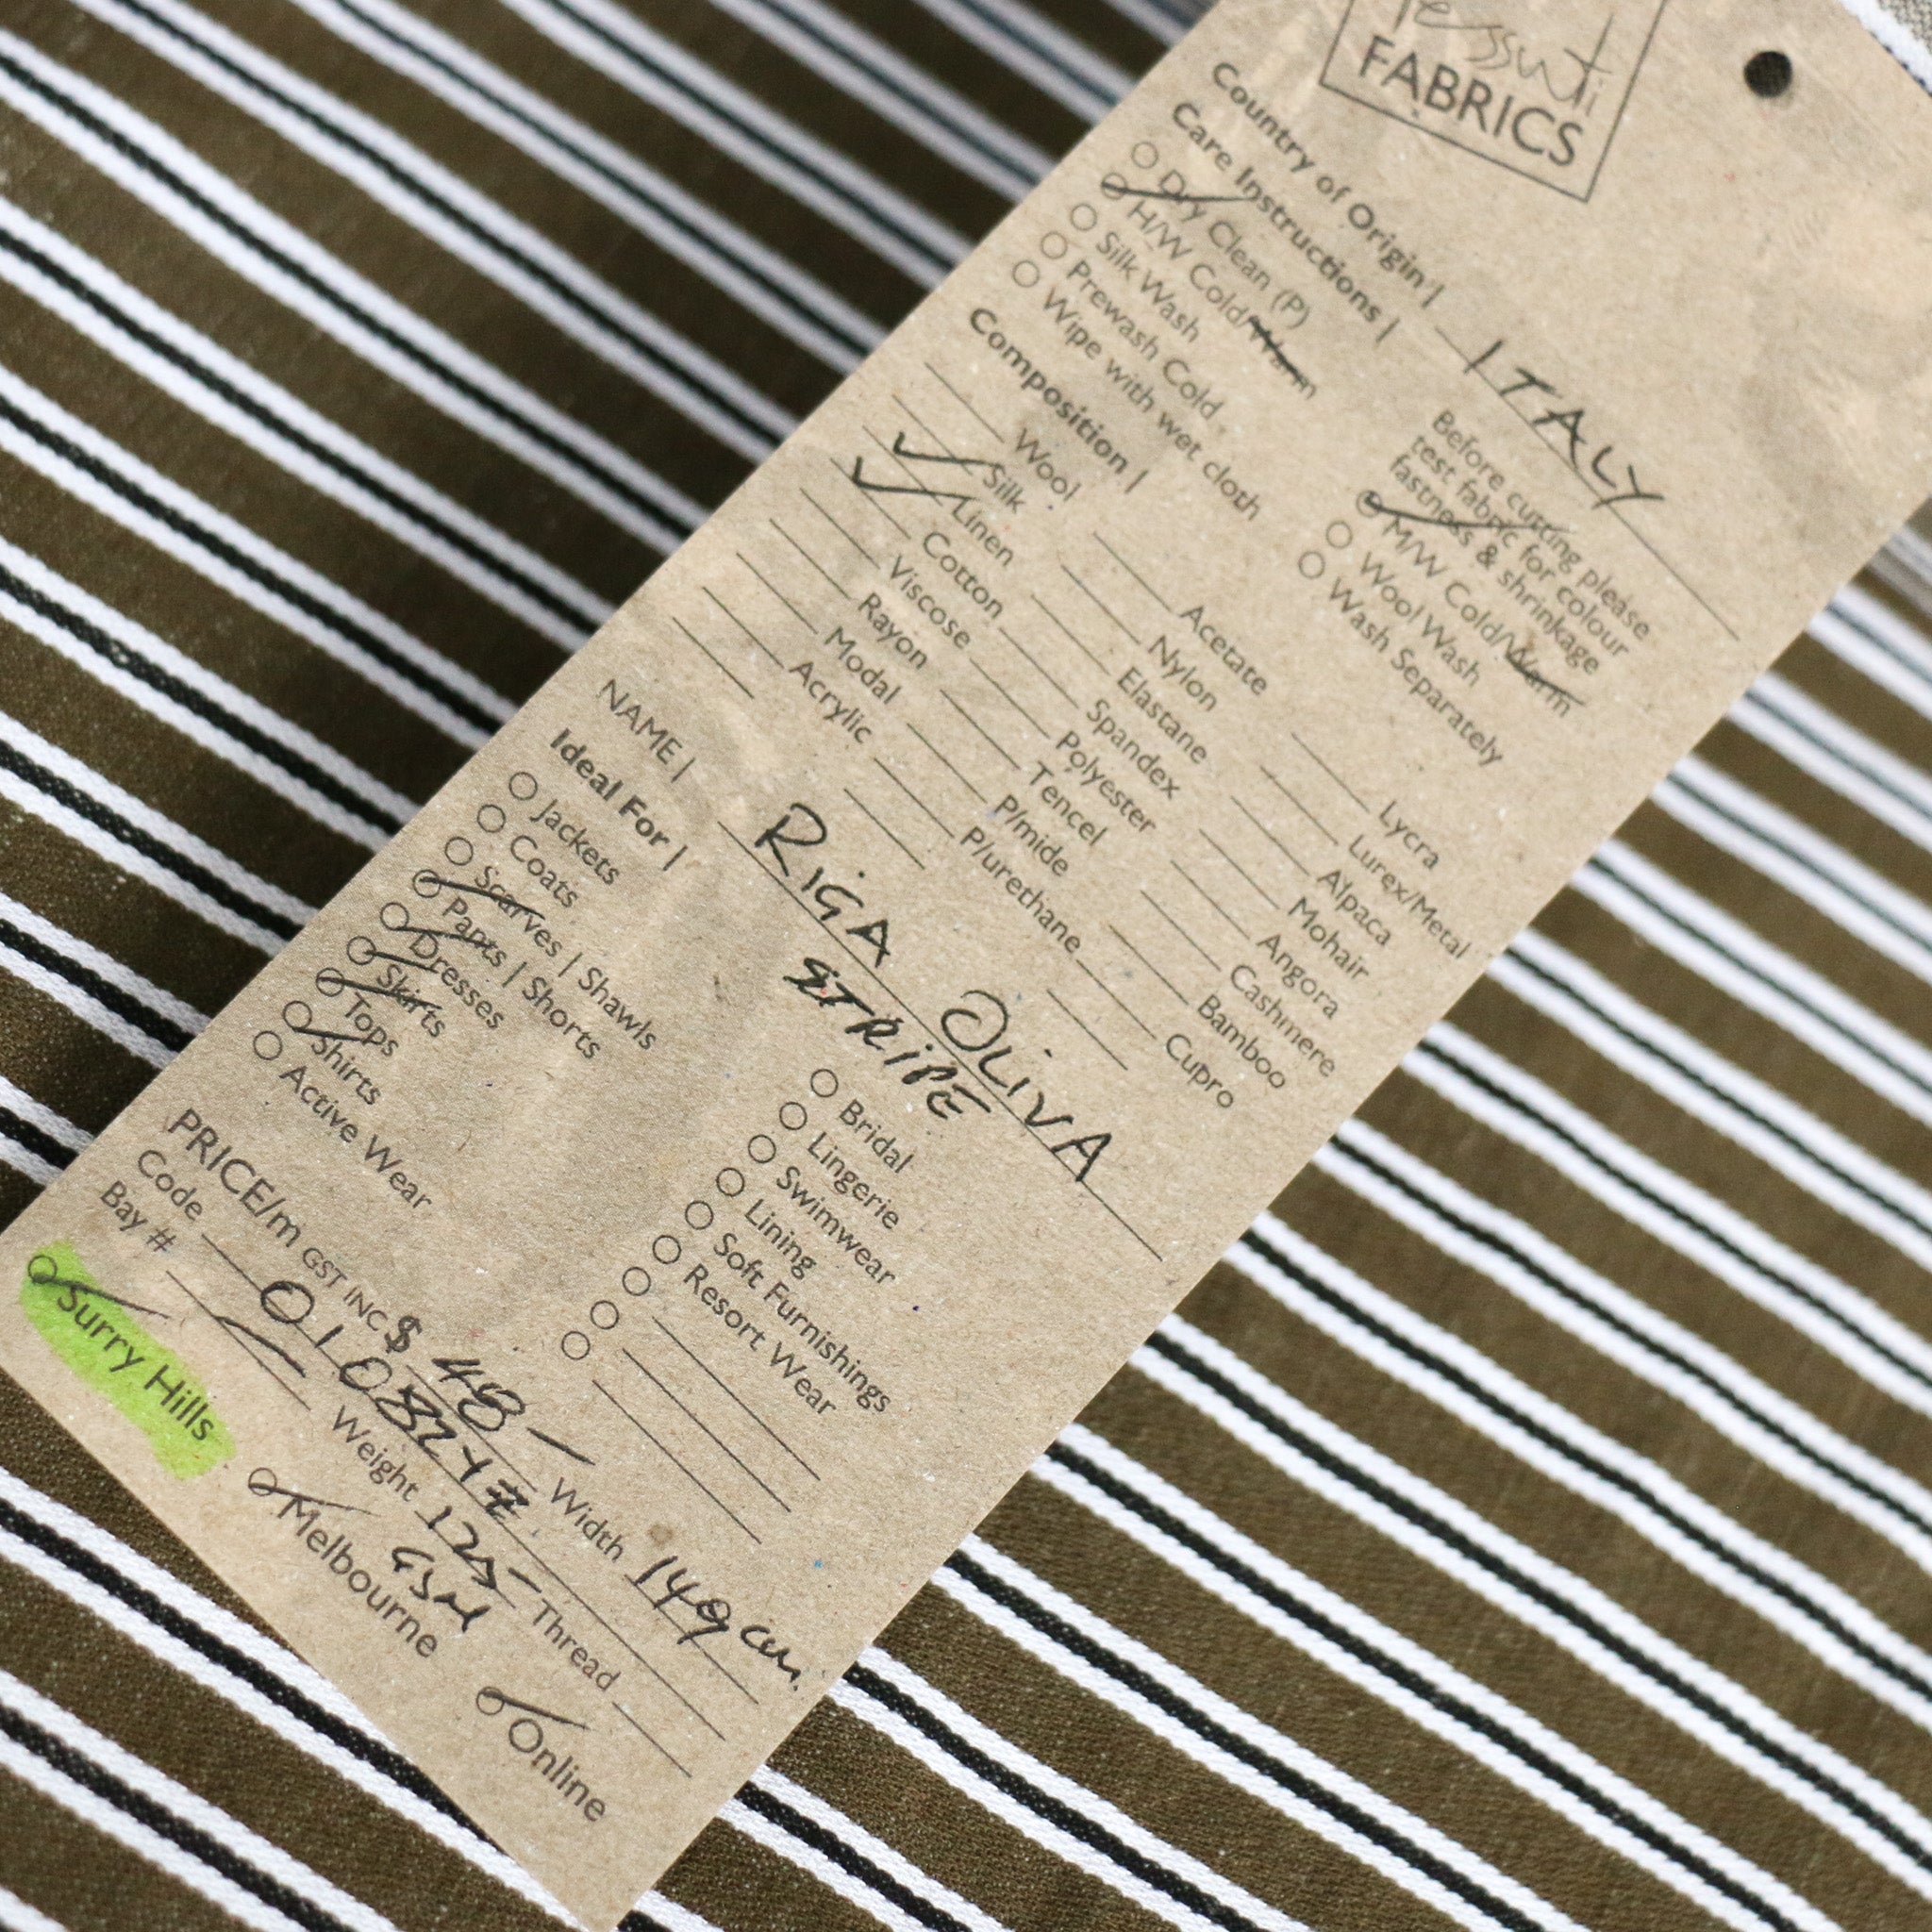 Tessuti
FABRICS
Country of Origin | ITALY
Care Instructions |
Before cutting please
test fabric for colour
fastness & shrinkage
Dry Clean (P)
H/W Cold/Warm
Silk Wash
Prewash Cold
Wipe with wet cloth
M/W Cold/Warm
Wool Wash
Wash Separately
Composition |
Wool
Silk
Linen
Cotton
Viscose
Rayon
Modal
Acrylic
Acetate
Nylon
Elastane
Spandex
Polyester
Tencel
P/mide
P/urethane
Lycra
Lurex/Metal
Alpaca
Mohair
Angora
Cashmere
Bamboo
Cupro
NAME | RIGA OLIVA
STRIPE
Ideal For |
Jackets
Coats
Scarves | Shawls
Pants | Shorts
Dresses
Skirts
Tops
Shirts
Active Wear
Bridal
Lingerie
Swimwear
Lining
Soft Furnishings
Resort Wear
PRICE/m GST INC $ 48 – Width 149 cm
Code
Bay # Weight 125 Thread
GSM
Surry Hills Melbourne Online